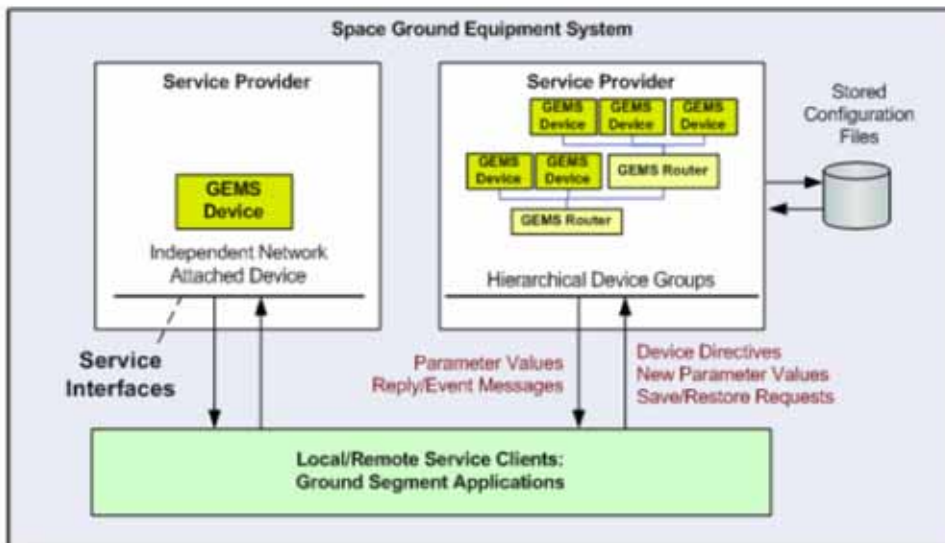 Space Ground Equipment System
Service Provider
GEMS
Device
Independent Network
Attached Device
Service
Interfaces
Service Provider
GEMS
Device
GEMS
Device
GEMS
Device
GEMS
Device
GEMS
Device
GEMS Router
GEMS Router
Hierarchical Device Groups
Stored
Configuration
Files
Parameter Values
Reply/Event Messages
Device Directives
New Parameter Values
Save/Restore Requests
Local/Remote Service Clients:
Ground Segment Applications